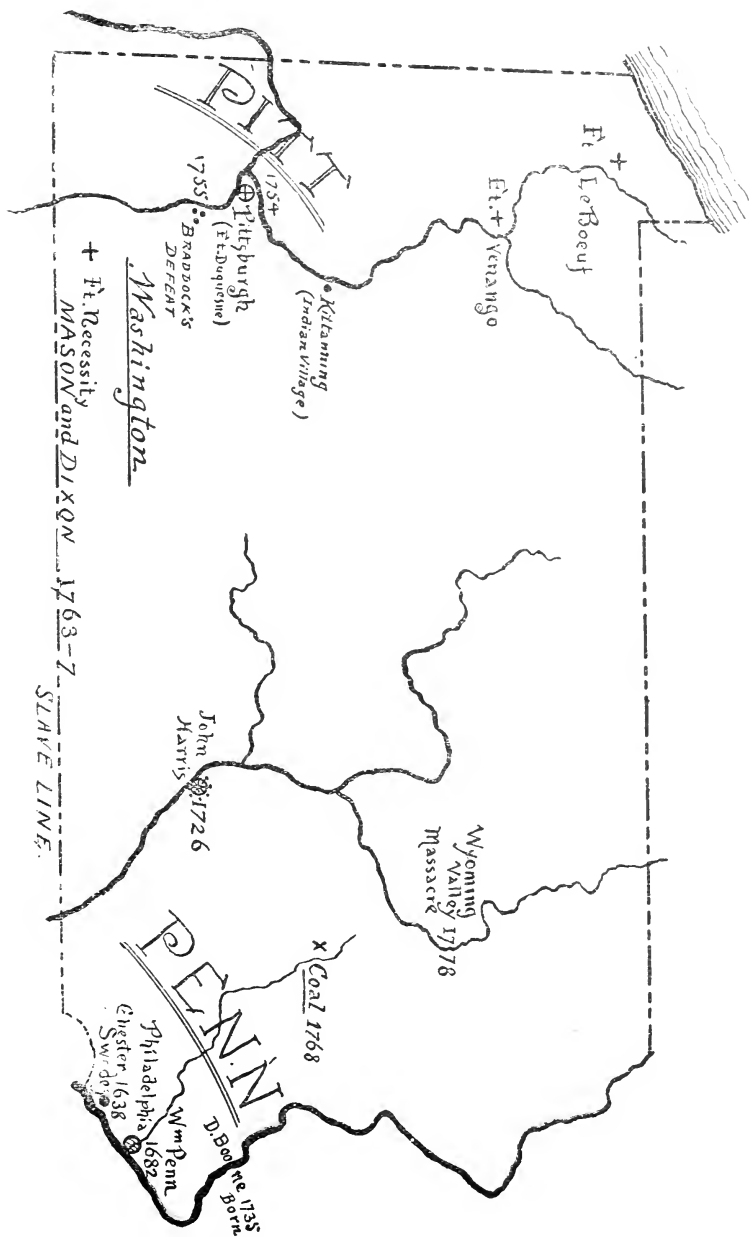 Ft.
Le Boeuf
Ft.
Venango
PITT
1754
Pittsburgh
(Ft. Duquesne)
1755
BRADDOCK'S
DEFEAT
Kittanning
(Indian Village)
Washington
Ft. Necessity
MASON and DIXON 1763-7
SLAVE LINE.
John
Harris
1726
Wyoming
Valley
Massacre 1778
x Coal 1768
PENN
D. Boone 1735
Born
Wm Penn
Philadelphia 1682
Chester 1638
Swedes